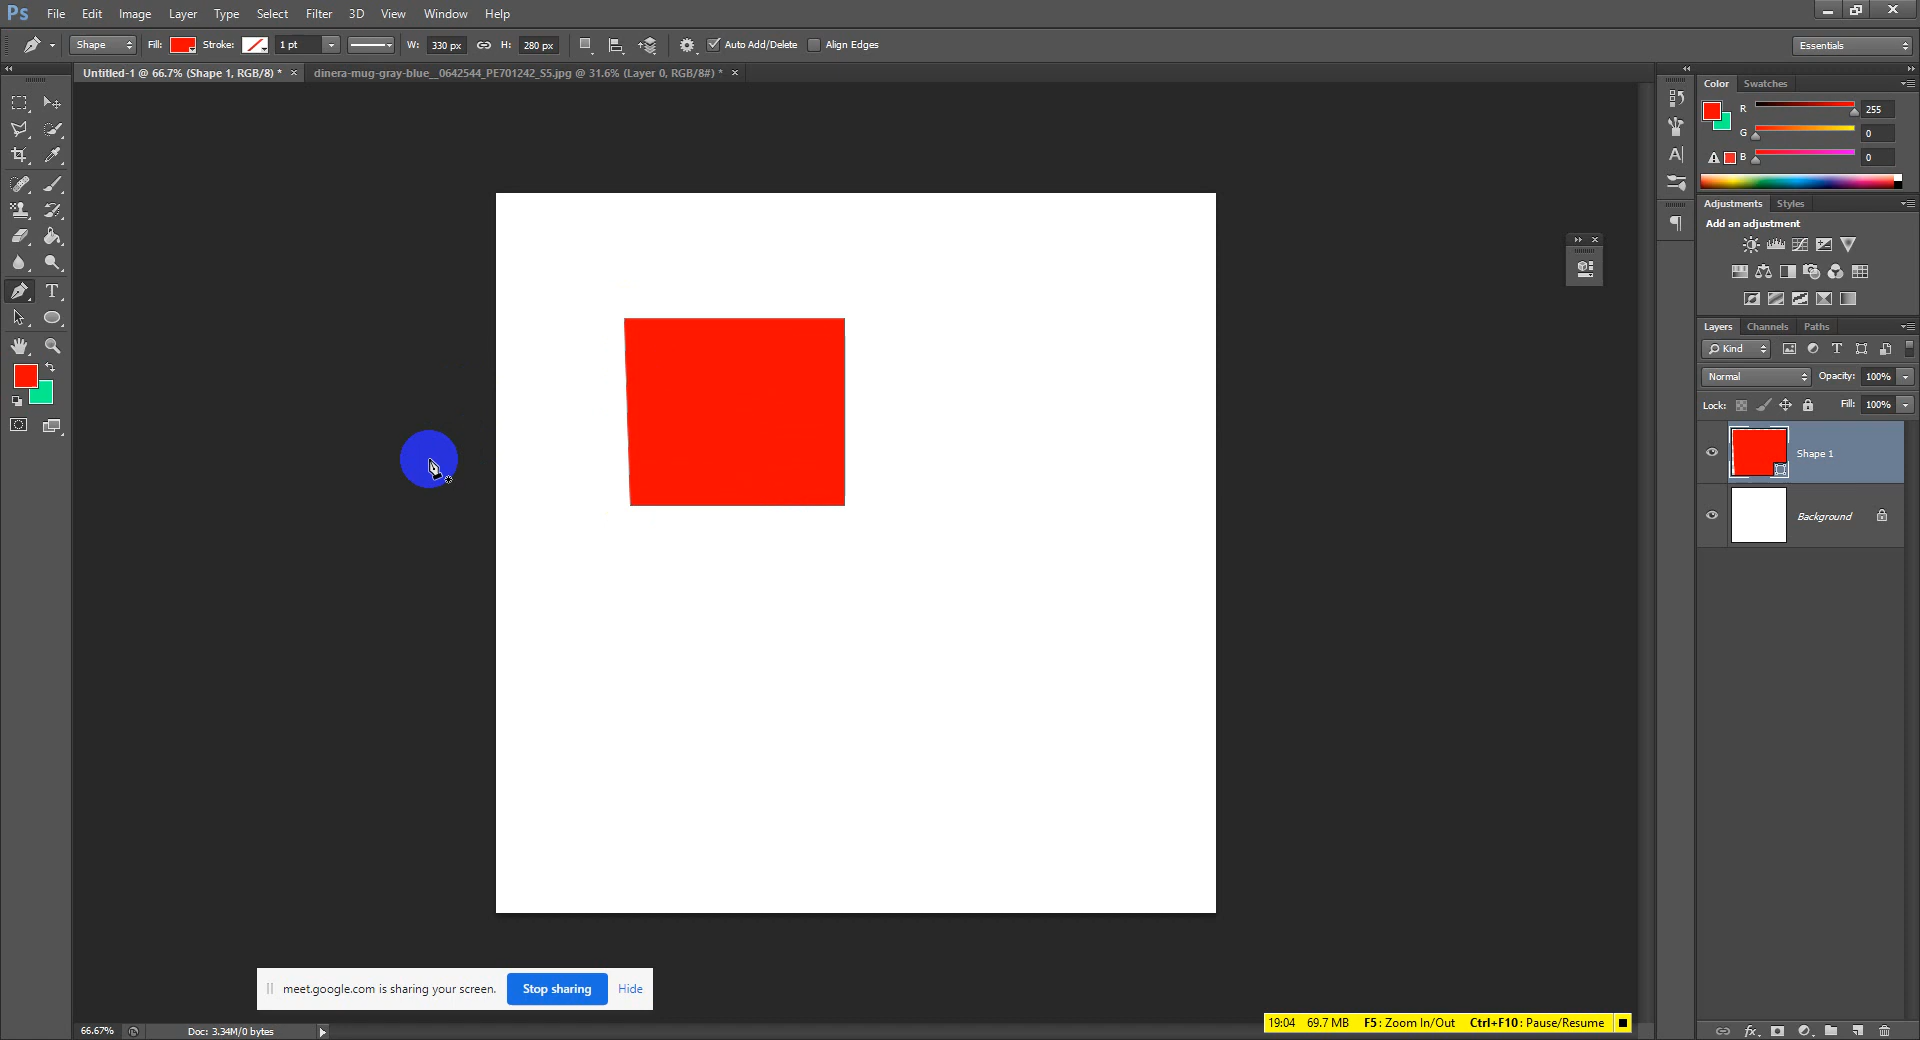 Ps File Edit Image Layer Type Select Filter 3D View Window Help
Shape Fill: Stroke: 1 pt W: 330 px H: 280 px Auto Add/Delete Align Edges Essentials
Untitled-1 @ 66.7% (Shape 1, RGB/8) * × dinera-mug-gray-blue__0642544_PE701242_S5.jpg @ 31.6% (Layer 0, RGB/8#) * ×
Color Swatches
R 255
G 0
B 0
Adjustments Styles
Add an adjustment
Layers Channels Paths
Kind
Normal Opacity: 100%
Lock: Fill: 100%
Shape 1
Background
meet.google.com is sharing your screen. Stop sharing Hide
19:04 69.7 MB F5: Zoom In/Out Ctrl+F10: Pause/Resume
66.67% Doc: 3.34M/0 bytes